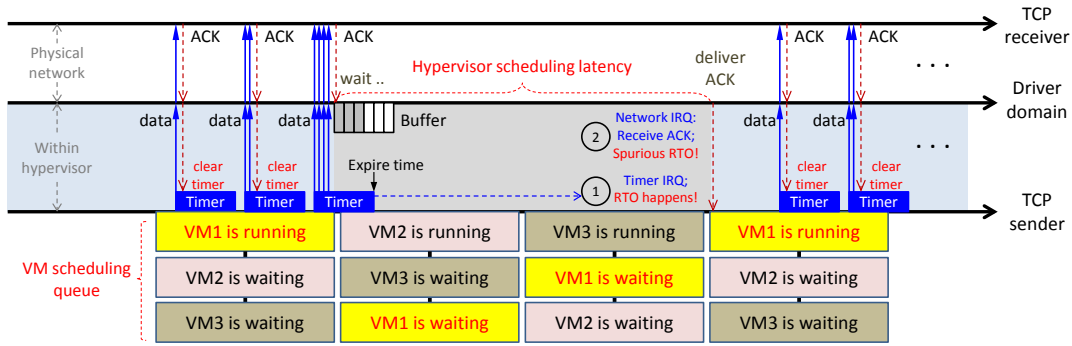 TCP
receiver
ACK
ACK
ACK
ACK
ACK
Physical
network
wait ..
Hypervisor scheduling latency
deliver
ACK
. . .
Driver
domain
data
data
data
Buffer
2
Network IRQ:
Receive ACK;
Spurious RTO!
data
data
. . .
Within
hypervisor
clear
timer
clear
timer
Expire time
1
Timer IRQ;
RTO happens!
clear
timer
clear
timer
Timer
Timer
Timer
Timer
Timer
TCP
sender
VM scheduling
queue
VM1 is running
VM2 is running
VM3 is running
VM1 is running
VM2 is waiting
VM3 is waiting
VM1 is waiting
VM2 is waiting
VM3 is waiting
VM1 is waiting
VM2 is waiting
VM3 is waiting